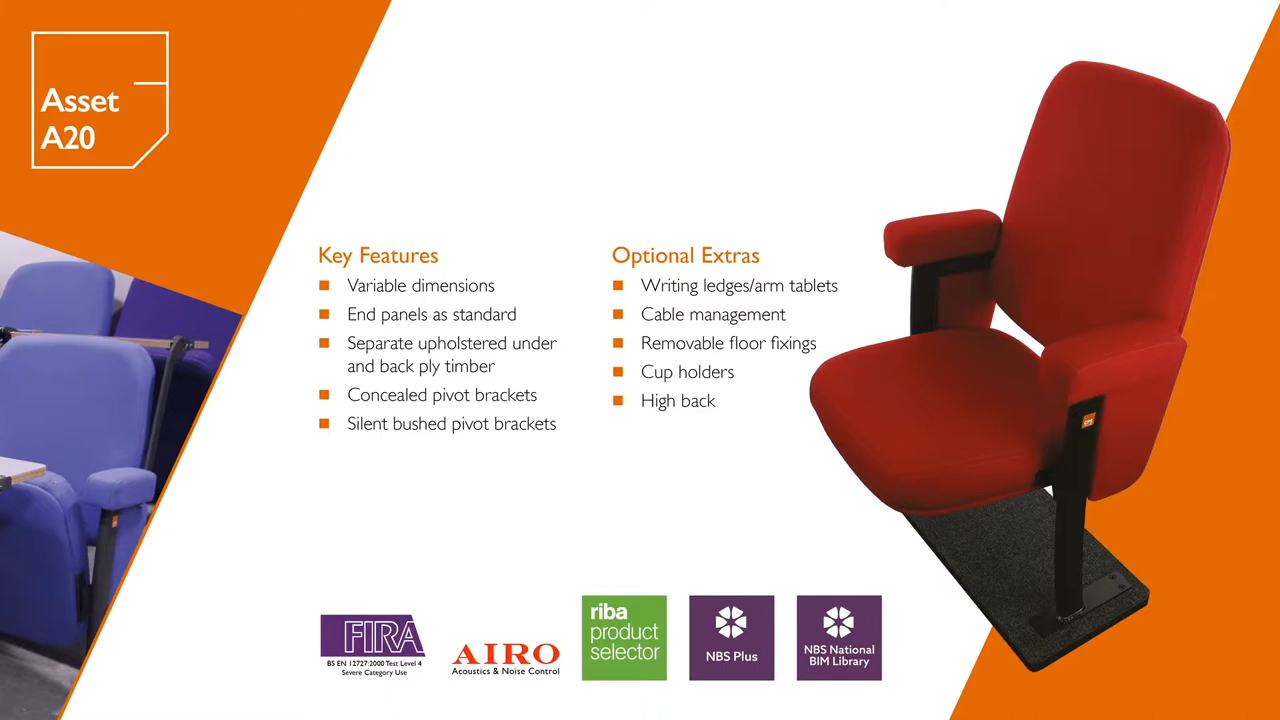 Asset
A20
Key Features
Variable dimensions
End panels as standard
Separate upholstered under
and back ply timber
Concealed pivot brackets
Silent bushed pivot brackets
Optional Extras
Writing ledges/arm tablets
Cable management
Removable floor fixings
Cup holders
High back
FIRA
BS EN 12727:2000 Test Level 4
Severe Category Use
AIRO
Acoustics & Noise Control
riba
product
selector
NBS Plus
NBS National
BIM Library